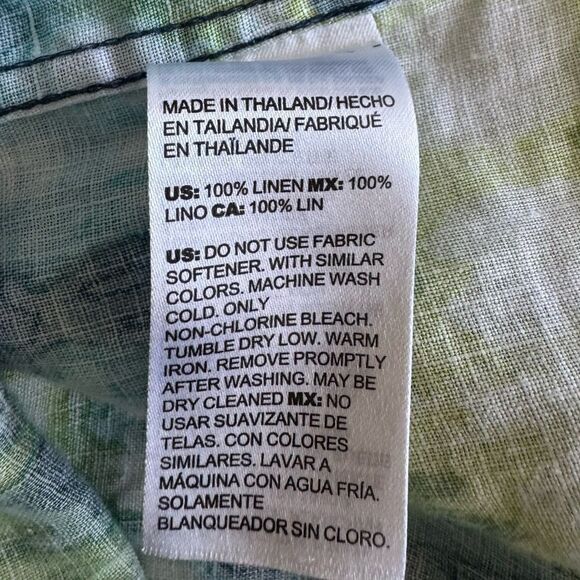 MADE IN THAILAND/ HECHO
EN TAILANDIA/ FABRIQUÉ
EN THAÏLANDE
US: 100% LINEN MX: 100%
LINO CA: 100% LIN
US: DO NOT USE FABRIC
SOFTENER. WITH SIMILAR
COLORS. MACHINE WASH
COLD. ONLY
NON-CHLORINE BLEACH.
TUMBLE DRY LOW. WARM
IRON. REMOVE PROMPTLY
AFTER WASHING. MAY BE
DRY CLEANED MX: NO
USAR SUAVIZANTE DE
TELAS. CON COLORES
SIMILARES. LAVAR A
MÁQUINA CON AGUA FRÍA.
SOLAMENTE
BLANQUEADOR SIN CLORO.